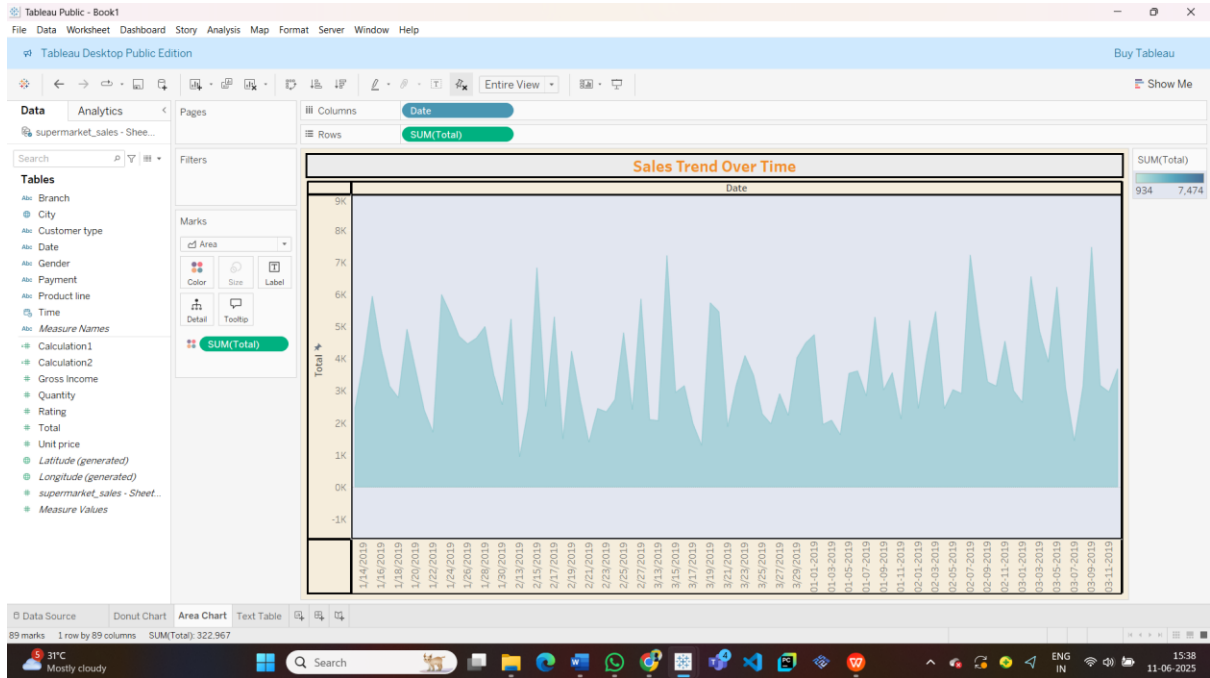 Tableau Public - Book1
File Data Worksheet Dashboard Story Analysis Map Format Server Window Help
Tableau Desktop Public Edition
Buy Tableau
Entire View
Show Me
Data Analytics
supermarket_sales - Shee...
Search
Tables
Abc Branch
City
Abc Customer type
Abc Date
Abc Gender
Abc Payment
Abc Product line
Time
Abc Measure Names
Calculation1
Calculation2
# Gross Income
# Quantity
# Rating
# Total
# Unit price
Latitude (generated)
Longitude (generated)
# supermarket_sales - Sheet...
# Measure Values
Pages
Filters
Marks
Area
Color Size Label
Detail Tooltip
SUM(Total)
Columns Date
Rows SUM(Total)
Sales Trend Over Time
Date
9K
8K
7K
6K
5K
4K
3K
2K
1K
0K
-1K
Total
1/14/2019
1/16/2019
1/18/2019
1/20/2019
1/22/2019
1/24/2019
1/26/2019
1/28/2019
1/30/2019
2/13/2019
2/15/2019
2/17/2019
2/19/2019
2/21/2019
2/23/2019
2/25/2019
2/27/2019
3/13/2019
3/15/2019
3/17/2019
3/19/2019
3/21/2019
3/23/2019
3/25/2019
3/27/2019
3/29/2019
01-01-2019
01-03-2019
01-05-2019
01-07-2019
01-09-2019
01-11-2019
02-01-2019
02-03-2019
02-05-2019
02-07-2019
02-09-2019
02-11-2019
03-01-2019
03-03-2019
03-05-2019
03-07-2019
03-09-2019
03-11-2019
SUM(Total)
934 7,474
Data Source Donut Chart Area Chart Text Table
89 marks 1 row by 89 columns SUM(Total): 322.967
5
31°C
Mostly cloudy
Search
ENG
IN
15:38
11-06-2025